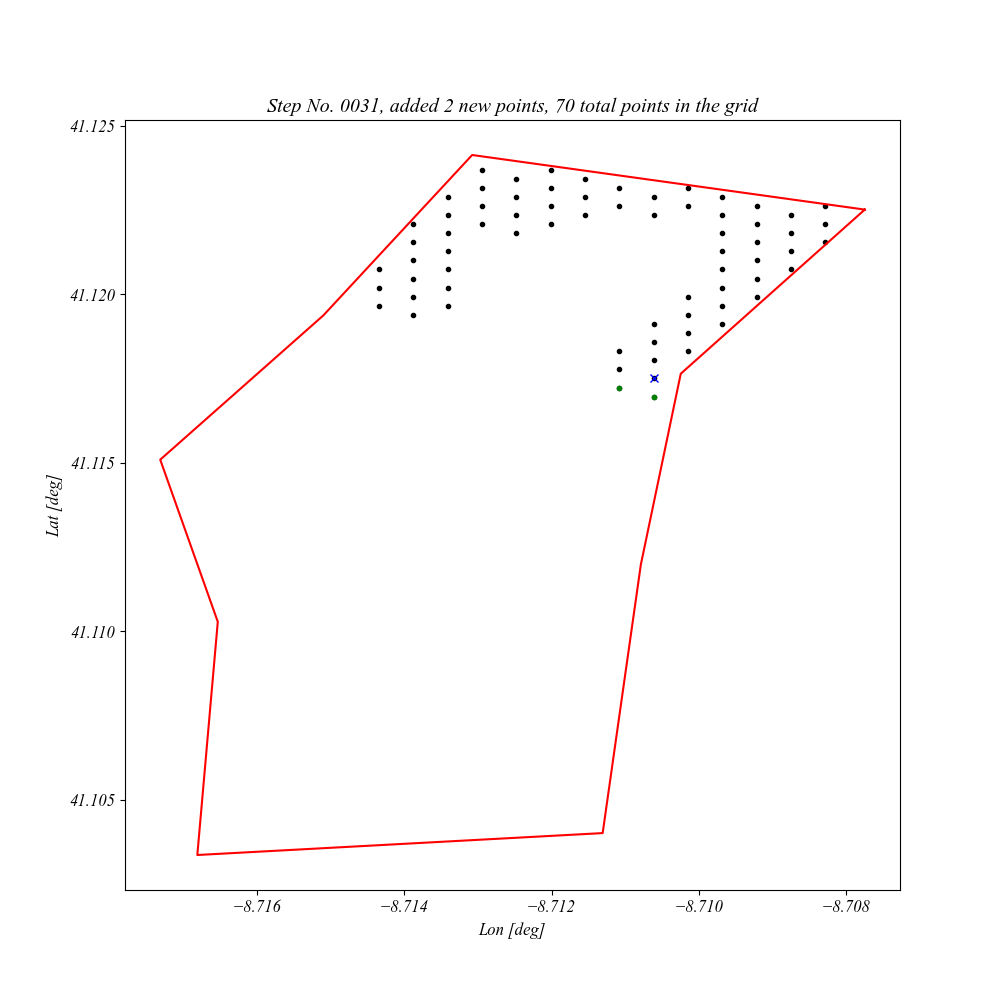 Step No. 0031, added 2 new points, 70 total points in the grid
41.125
41.120
41.115
41.110
41.105
Lat [deg]
−8.716 −8.714 −8.712 −8.710 −8.708
Lon [deg]